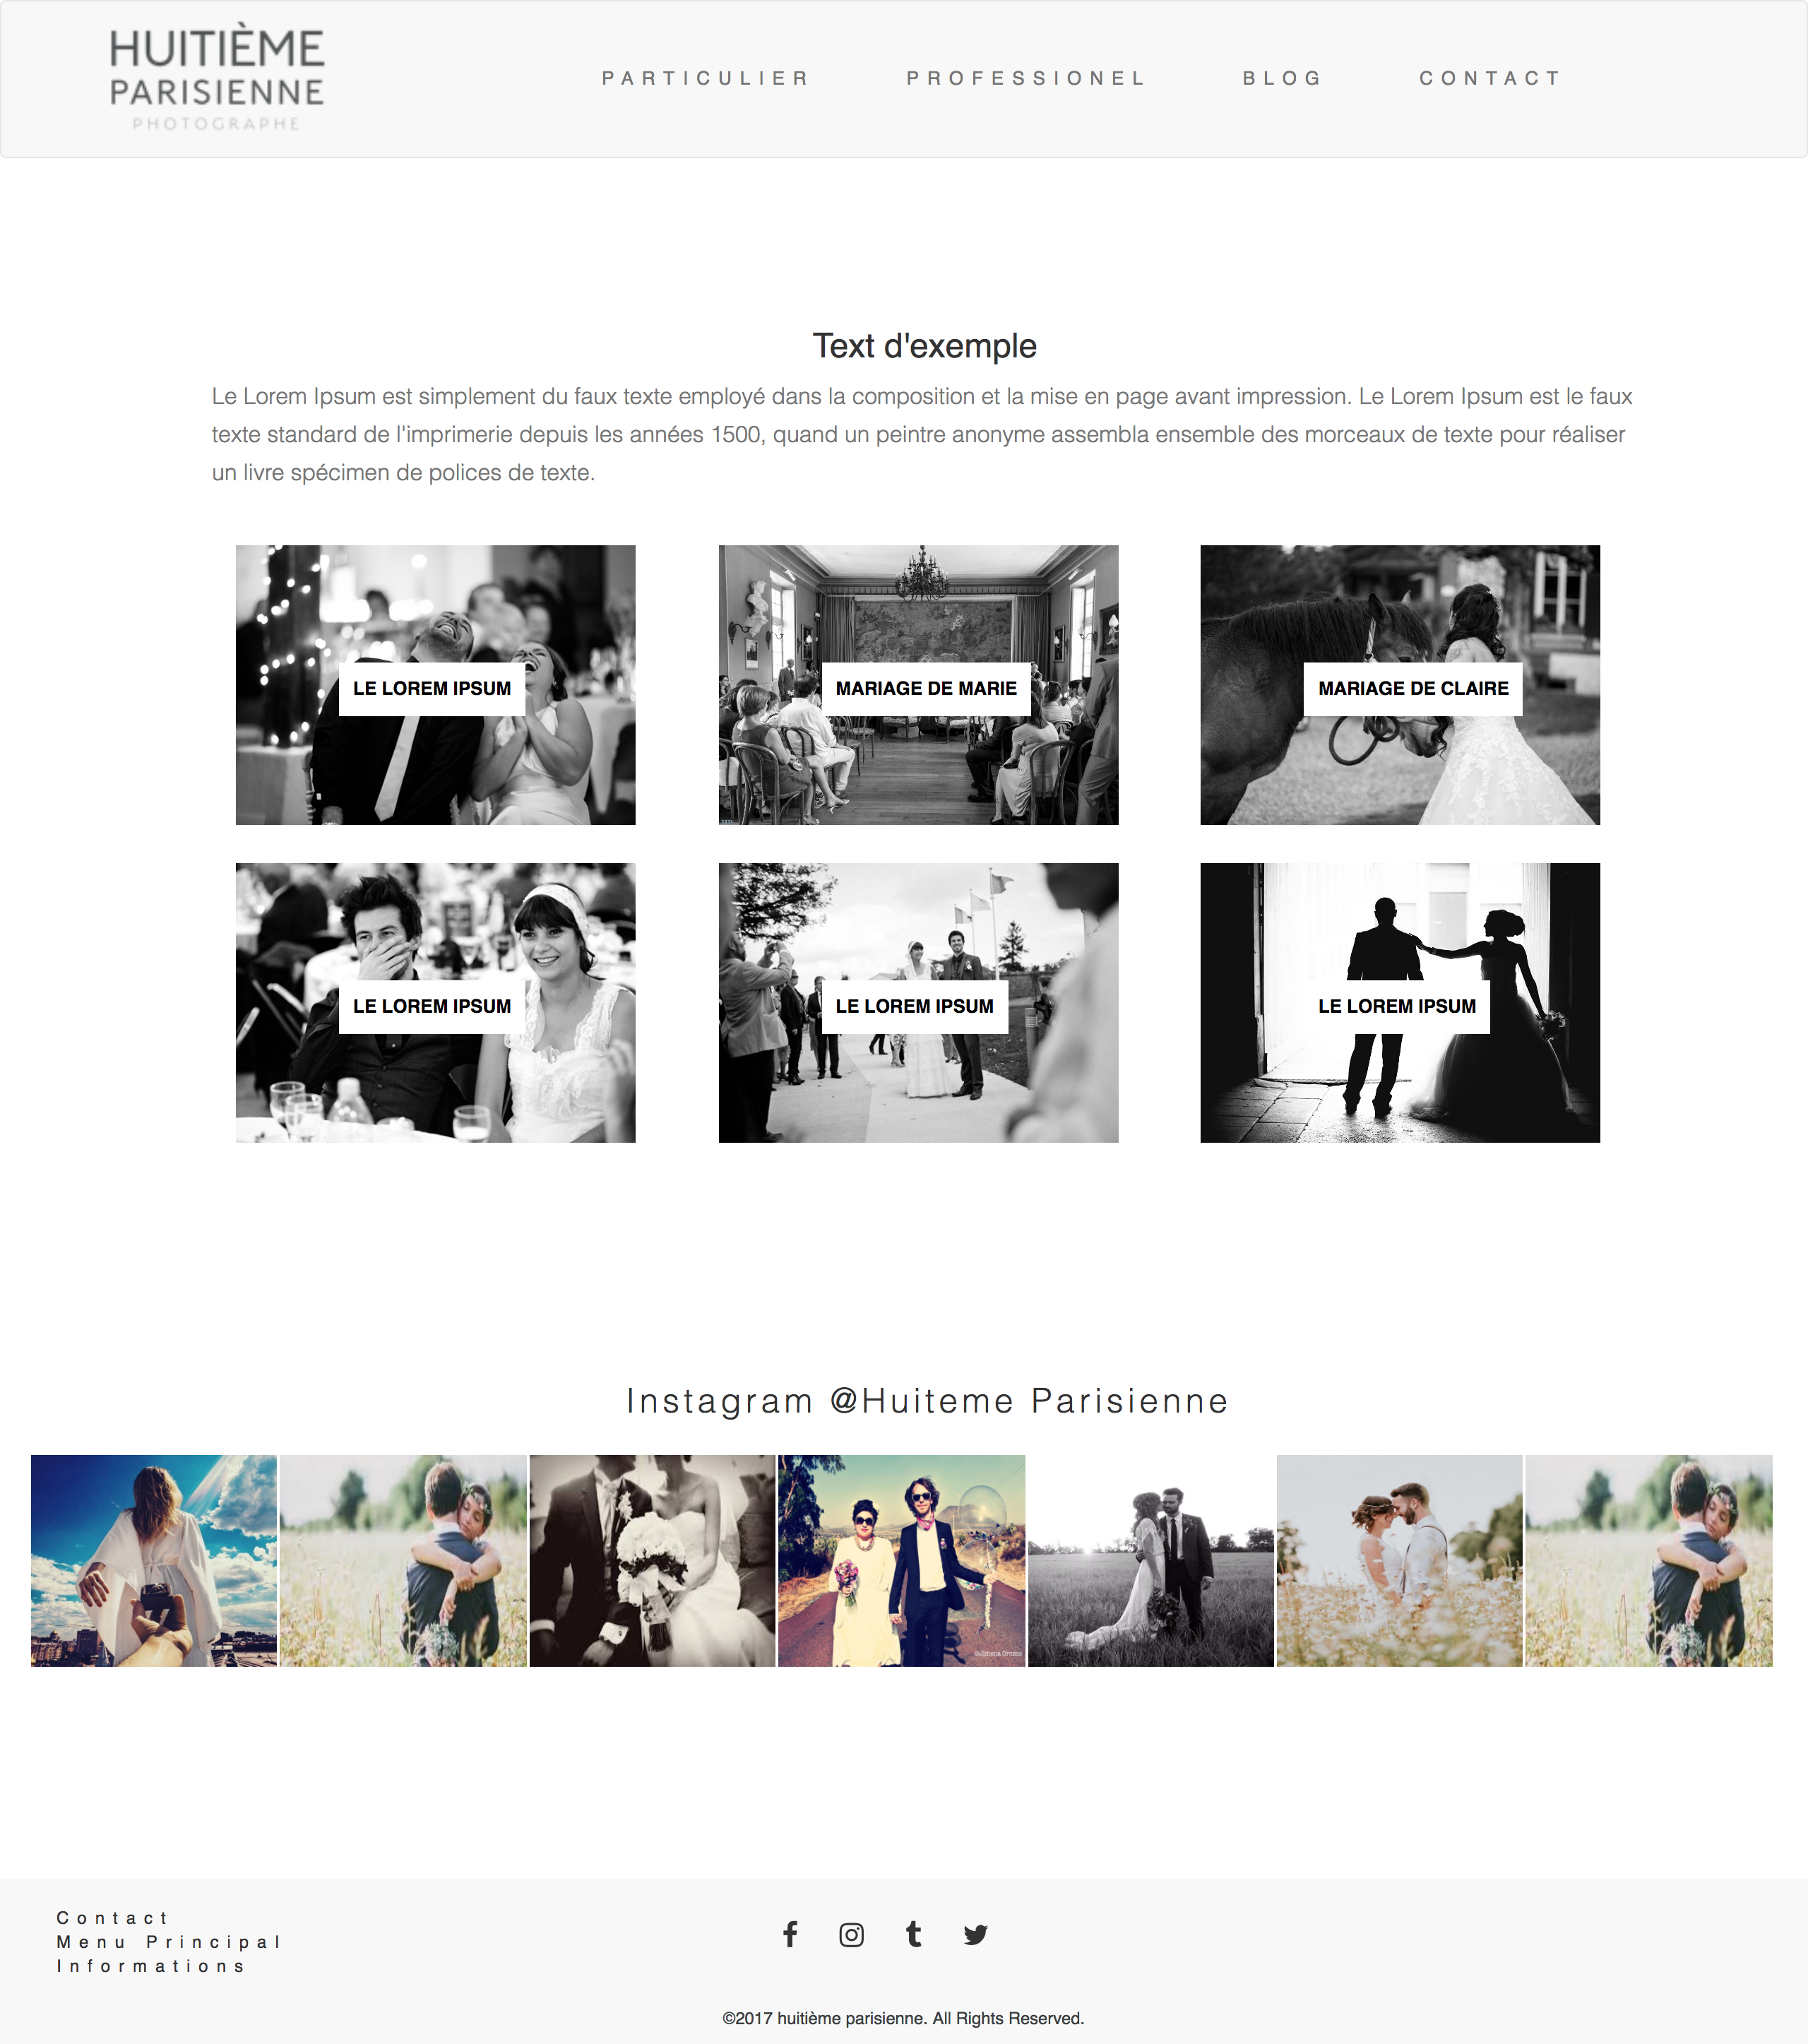 HUITIÈME
PARISIENNE
PHOTOGRAPHE
PARTICULIER PROFESSIONEL BLOG CONTACT
Text d'exemple
Le Lorem Ipsum est simplement du faux texte employé dans la composition et la mise en page avant impression. Le Lorem Ipsum est le faux
texte standard de l'imprimerie depuis les années 1500, quand un peintre anonyme assembla ensemble des morceaux de texte pour réaliser
un livre spécimen de polices de texte.
LE LOREM IPSUM
MARIAGE DE MARIE
MARIAGE DE CLAIRE
LE LOREM IPSUM
LE LOREM IPSUM
LE LOREM IPSUM
Instagram @Huiteme Parisienne
Contact
Menu Principal
Informations
©2017 huitième parisienne. All Rights Reserved.